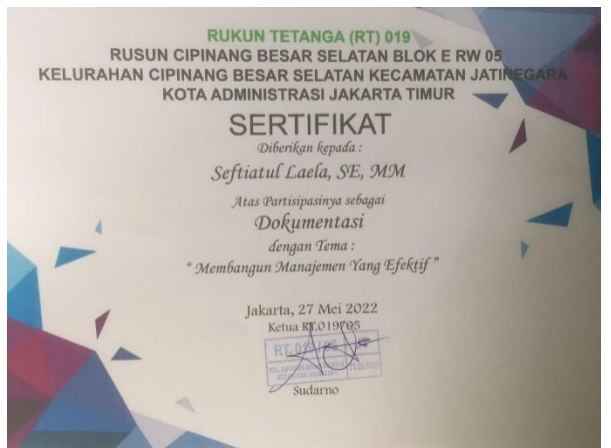 RUKUN TETANGA (RT) 019
RUSUN CIPINANG BESAR SELATAN BLOK E RW 05
KELURAHAN CIPINANG BESAR SELATAN KECAMATAN JATINEGARA
KOTA ADMINISTRASI JAKARTA TIMUR
SERTIFIKAT
Diberikan kepada :
Seftiatul Laela, SE, MM
Atas Partisipasinya sebagai
Dokumentasi
dengan Tema :
“ Membangun Manajemen Yang Efektif ”
Jakarta, 27 Mei 2022
Ketua RT.019/05
RT.019
Sudarno